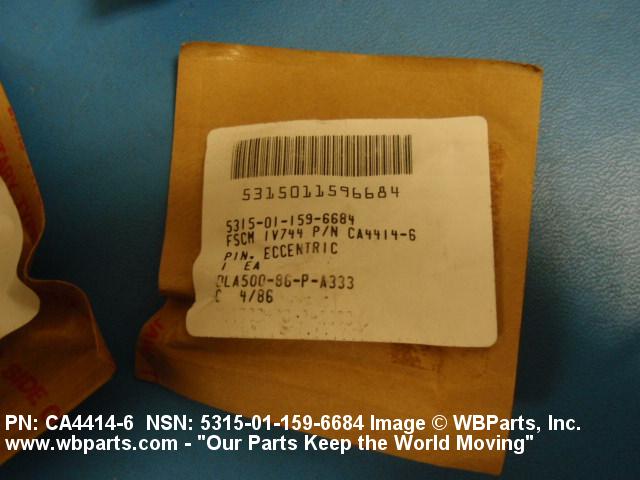 5315011596684
5315-01-159-6684
FSCM 1V744 P/N CA4414-6
PIN, ECCENTRIC
1 EA
DLA500-86-P-A333
C 4/86
SIDE
PN: CA4414-6 NSN: 5315-01-159-6684 Image © WBParts, Inc.
www.wbparts.com - "Our Parts Keep the World Moving"